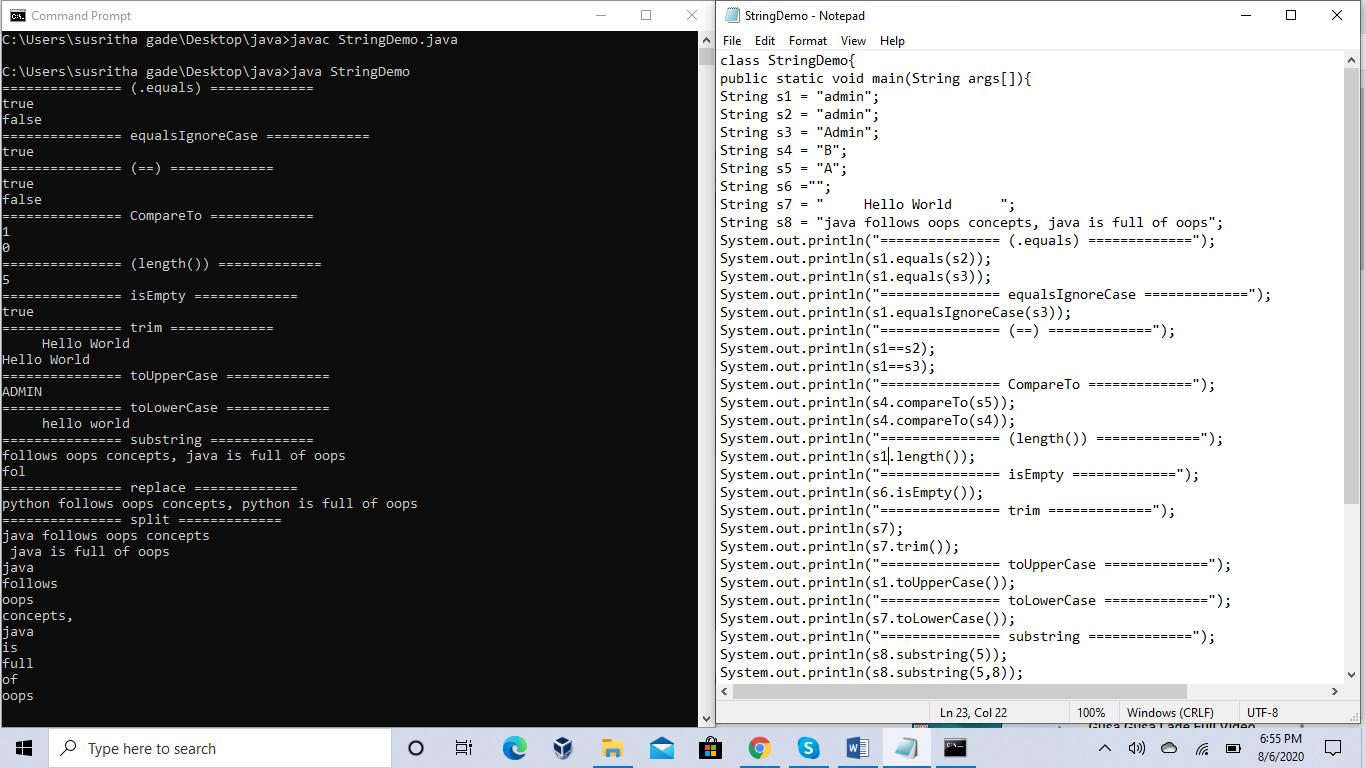 Command Prompt
C:\Users\susritha gade\Desktop\java>javac StringDemo.java
C:\Users\susritha gade\Desktop\java>java StringDemo
=============== (.equals) =============
true
false
=============== equalsIgnoreCase =============
true
=============== (==) =============
true
false
=============== CompareTo =============
1
0
=============== (length()) =============
5
=============== isEmpty =============
true
=============== trim =============
     Hello World
Hello World
=============== toUpperCase =============
ADMIN
=============== toLowerCase =============
     hello world
=============== substring =============
follows oops concepts, java is full of oops
fol
=============== replace =============
python follows oops concepts, python is full of oops
=============== split =============
java follows oops concepts
 java is full of oops
java
follows
oops
concepts,
java
is
full
of
oops
StringDemo - Notepad
File Edit Format View Help
class StringDemo{
public static void main(String args[]){
String s1 = "admin";
String s2 = "admin";
String s3 = "Admin";
String s4 = "B";
String s5 = "A";
String s6 ="";
String s7 = "     Hello World      ";
String s8 = "java follows oops concepts, java is full of oops";
System.out.println("=============== (.equals) =============");
System.out.println(s1.equals(s2));
System.out.println(s1.equals(s3));
System.out.println("=============== equalsIgnoreCase =============");
System.out.println(s1.equalsIgnoreCase(s3));
System.out.println("=============== (==) =============");
System.out.println(s1==s2);
System.out.println(s1==s3);
System.out.println("=============== CompareTo =============");
System.out.println(s4.compareTo(s5));
System.out.println(s4.compareTo(s4));
System.out.println("=============== (length()) =============");
System.out.println(s1.length());
System.out.println("=============== isEmpty =============");
System.out.println(s6.isEmpty());
System.out.println("=============== trim =============");
System.out.println(s7);
System.out.println(s7.trim());
System.out.println("=============== toUpperCase =============");
System.out.println(s1.toUpperCase());
System.out.println("=============== toLowerCase =============");
System.out.println(s7.toLowerCase());
System.out.println("=============== substring =============");
System.out.println(s8.substring(5));
System.out.println(s8.substring(5,8));
Ln 23, Col 22 100% Windows (CRLF) UTF-8
Type here to search
6:55 PM
8/6/2020